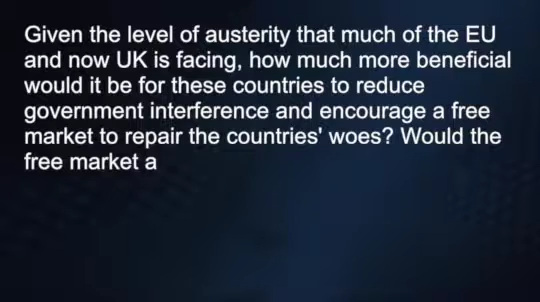 Given the level of austerity that much of the EU
and now UK is facing, how much more beneficial
would it be for these countries to reduce
government interference and encourage a free
market to repair the countries' woes? Would the
free market a